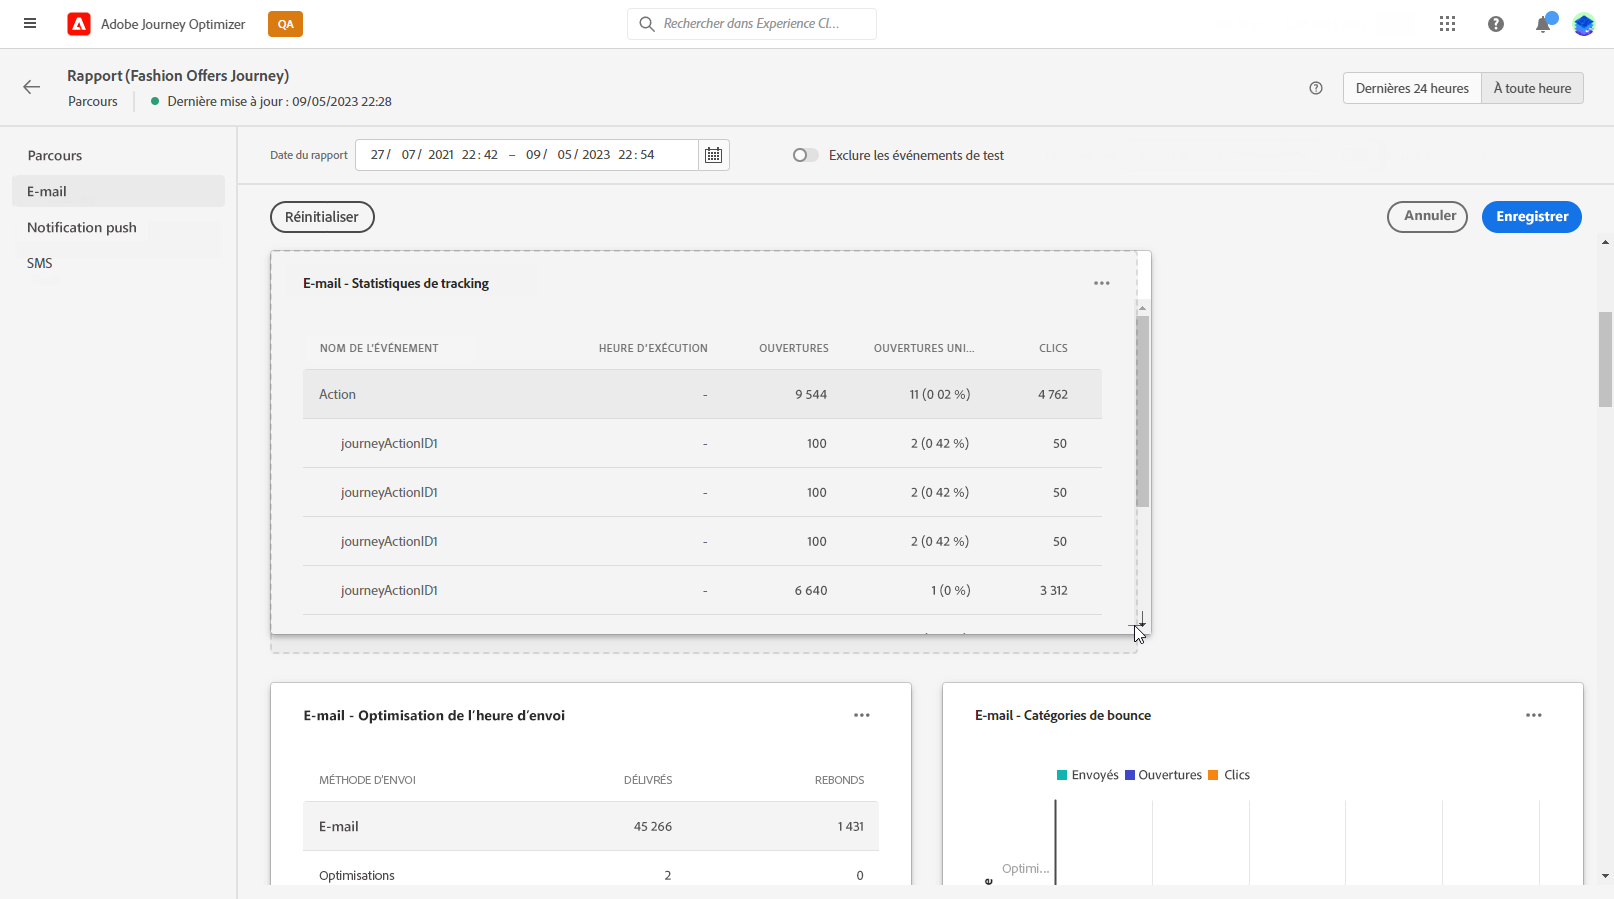 Adobe Journey Optimizer QA Rechercher dans Experience Cl...
Rapport (Fashion Offers Journey)
Parcours Dernière mise à jour : 09/05/2023 22:28
Dernières 24 heures À toute heure
Parcours
E-mail
Notification push
SMS
Date du rapport 27/ 07/ 2021 22:42 – 09/ 05/ 2023 22:54 Exclure les événements de test
Réinitialiser Annuler Enregistrer
E-mail - Statistiques de tracking
NOM DE L'ÉVÉNEMENT HEURE D'EXÉCUTION OUVERTURES OUVERTURES UNI... CLICS
Action - 9 544 11 (0 02 %) 4 762
journeyActionID1 - 100 2 (0 42 %) 50
journeyActionID1 - 100 2 (0 42 %) 50
journeyActionID1 - 100 2 (0 42 %) 50
journeyActionID1 - 6 640 1 (0 %) 3 312
E-mail - Optimisation de l'heure d'envoi
MÉTHODE D'ENVOI DÉLIVRÉS REBONDS
E-mail 45 266 1 431
Optimisations 2 0
E-mail - Catégories de bounce
Envoyés Ouvertures Clics
Optimi...